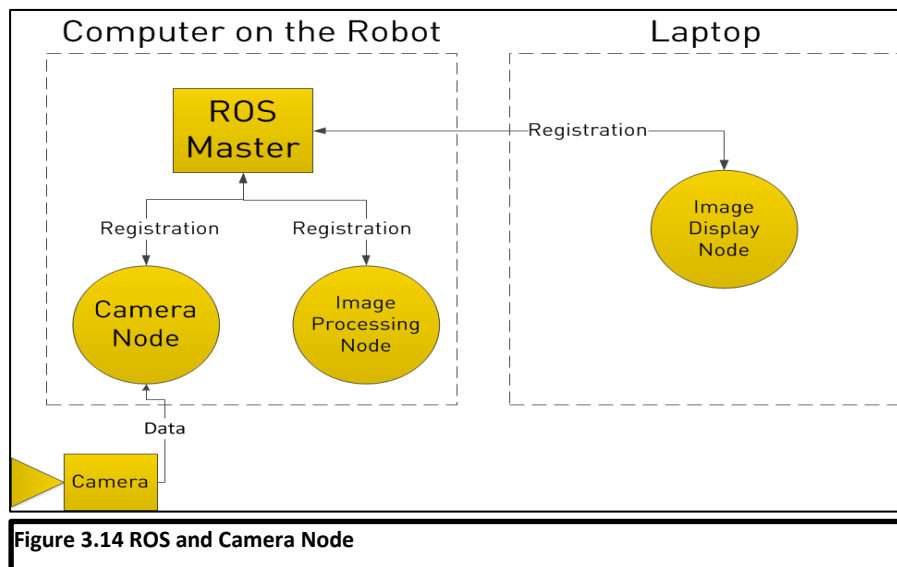 Computer on the Robot
Laptop
ROS
Master
Registration
Registration
Registration
Image
Display
Node
Camera
Node
Image
Processing
Node
Data
Camera
Figure 3.14 ROS and Camera Node